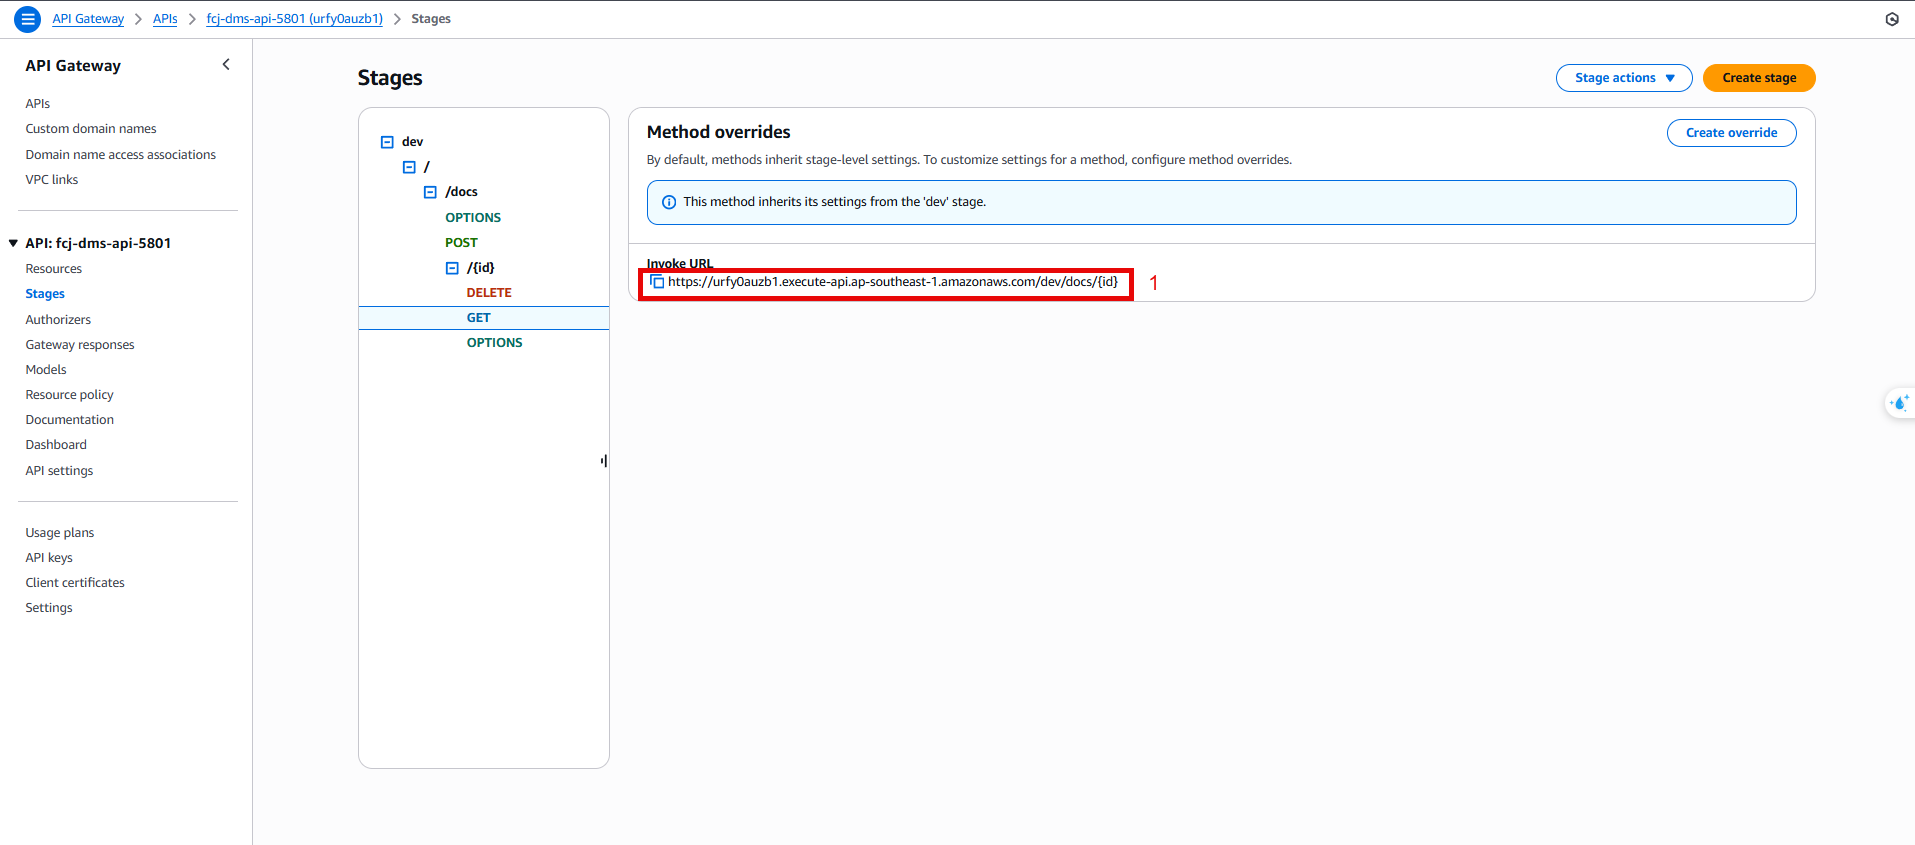 API Gateway > APIs > fcj-dms-api-5801 (urfy0auzb1) > Stages
API Gateway
APIs
Custom domain names
Domain name access associations
VPC links
API: fcj-dms-api-5801
Resources
Stages
Authorizers
Gateway responses
Models
Resource policy
Documentation
Dashboard
API settings
Usage plans
API keys
Client certificates
Settings
Stages
Stage actions
Create stage
dev
/
/docs
OPTIONS
POST
/{id}
DELETE
GET
OPTIONS
Method overrides
Create override
By default, methods inherit stage-level settings. To customize settings for a method, configure method overrides.
This method inherits its settings from the 'dev' stage.
Invoke URL
https://urfy0auzb1.execute-api.ap-southeast-1.amazonaws.com/dev/docs/{id}
1